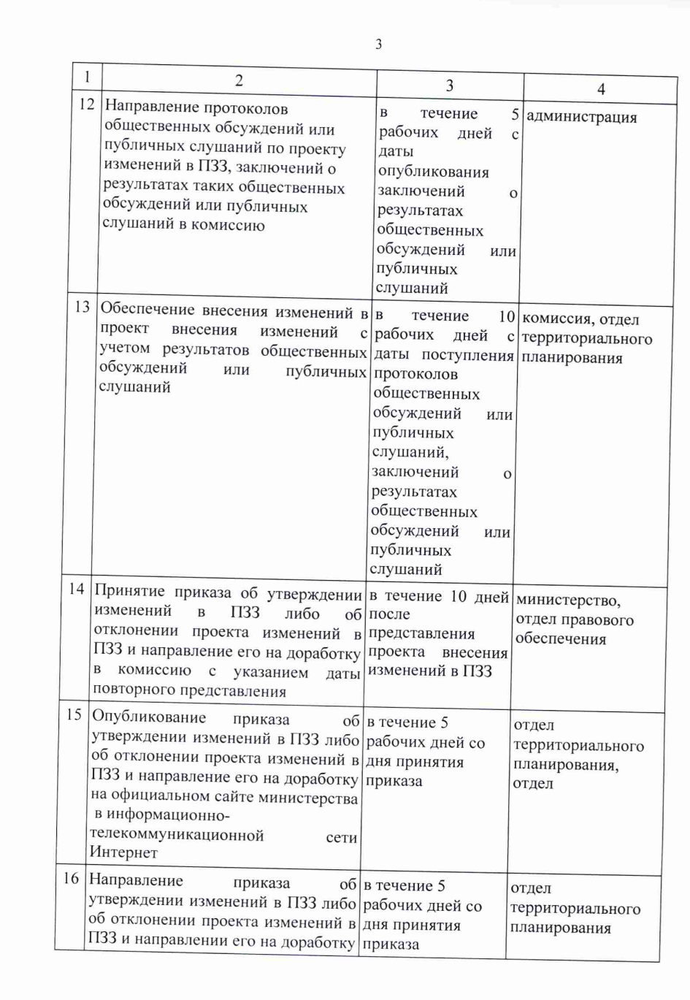 3
1
2
3
4
12
Направление протоколов
общественных обсуждений или
публичных слушаний по проекту
изменений в ПЗЗ, заключений о
результатах таких общественных
обсуждений или публичных
слушаний в комиссию
в течение 5
рабочих дней с
даты
опубликования
заключений о
результатах
общественных
обсуждений или
публичных
слушаний
администрация
13
Обеспечение внесения изменений в
проект внесения изменений с
учетом результатов общественных
обсуждений или публичных
слушаний
в течение 10
рабочих дней с
даты поступления
протоколов
общественных
обсуждений или
публичных
слушаний,
заключений о
результатах
общественных
обсуждений или
публичных
слушаний
комиссия, отдел
территориального
планирования
14
Принятие приказа об утверждении
изменений в ПЗЗ либо об
отклонении проекта изменений в
ПЗЗ и направление его на доработку
в комиссию с указанием даты
повторного представления
в течение 10 дней
после
представления
проекта внесения
изменений в ПЗЗ
министерство,
отдел правового
обеспечения
15
Опубликование приказа об
утверждении изменений в ПЗЗ либо
об отклонении проекта изменений в
ПЗЗ и направление его на доработку
на официальном сайте министерства
в информационно-
телекоммуникационной сети
Интернет
в течение 5
рабочих дней со
дня принятия
приказа
отдел
территориального
планирования,
отдел
16
Направление приказа об
утверждении изменений в ПЗЗ либо
об отклонении проекта изменений в
ПЗЗ и направлении его на доработку
в течение 5
рабочих дней со
дня принятия
приказа
отдел
территориального
планирования